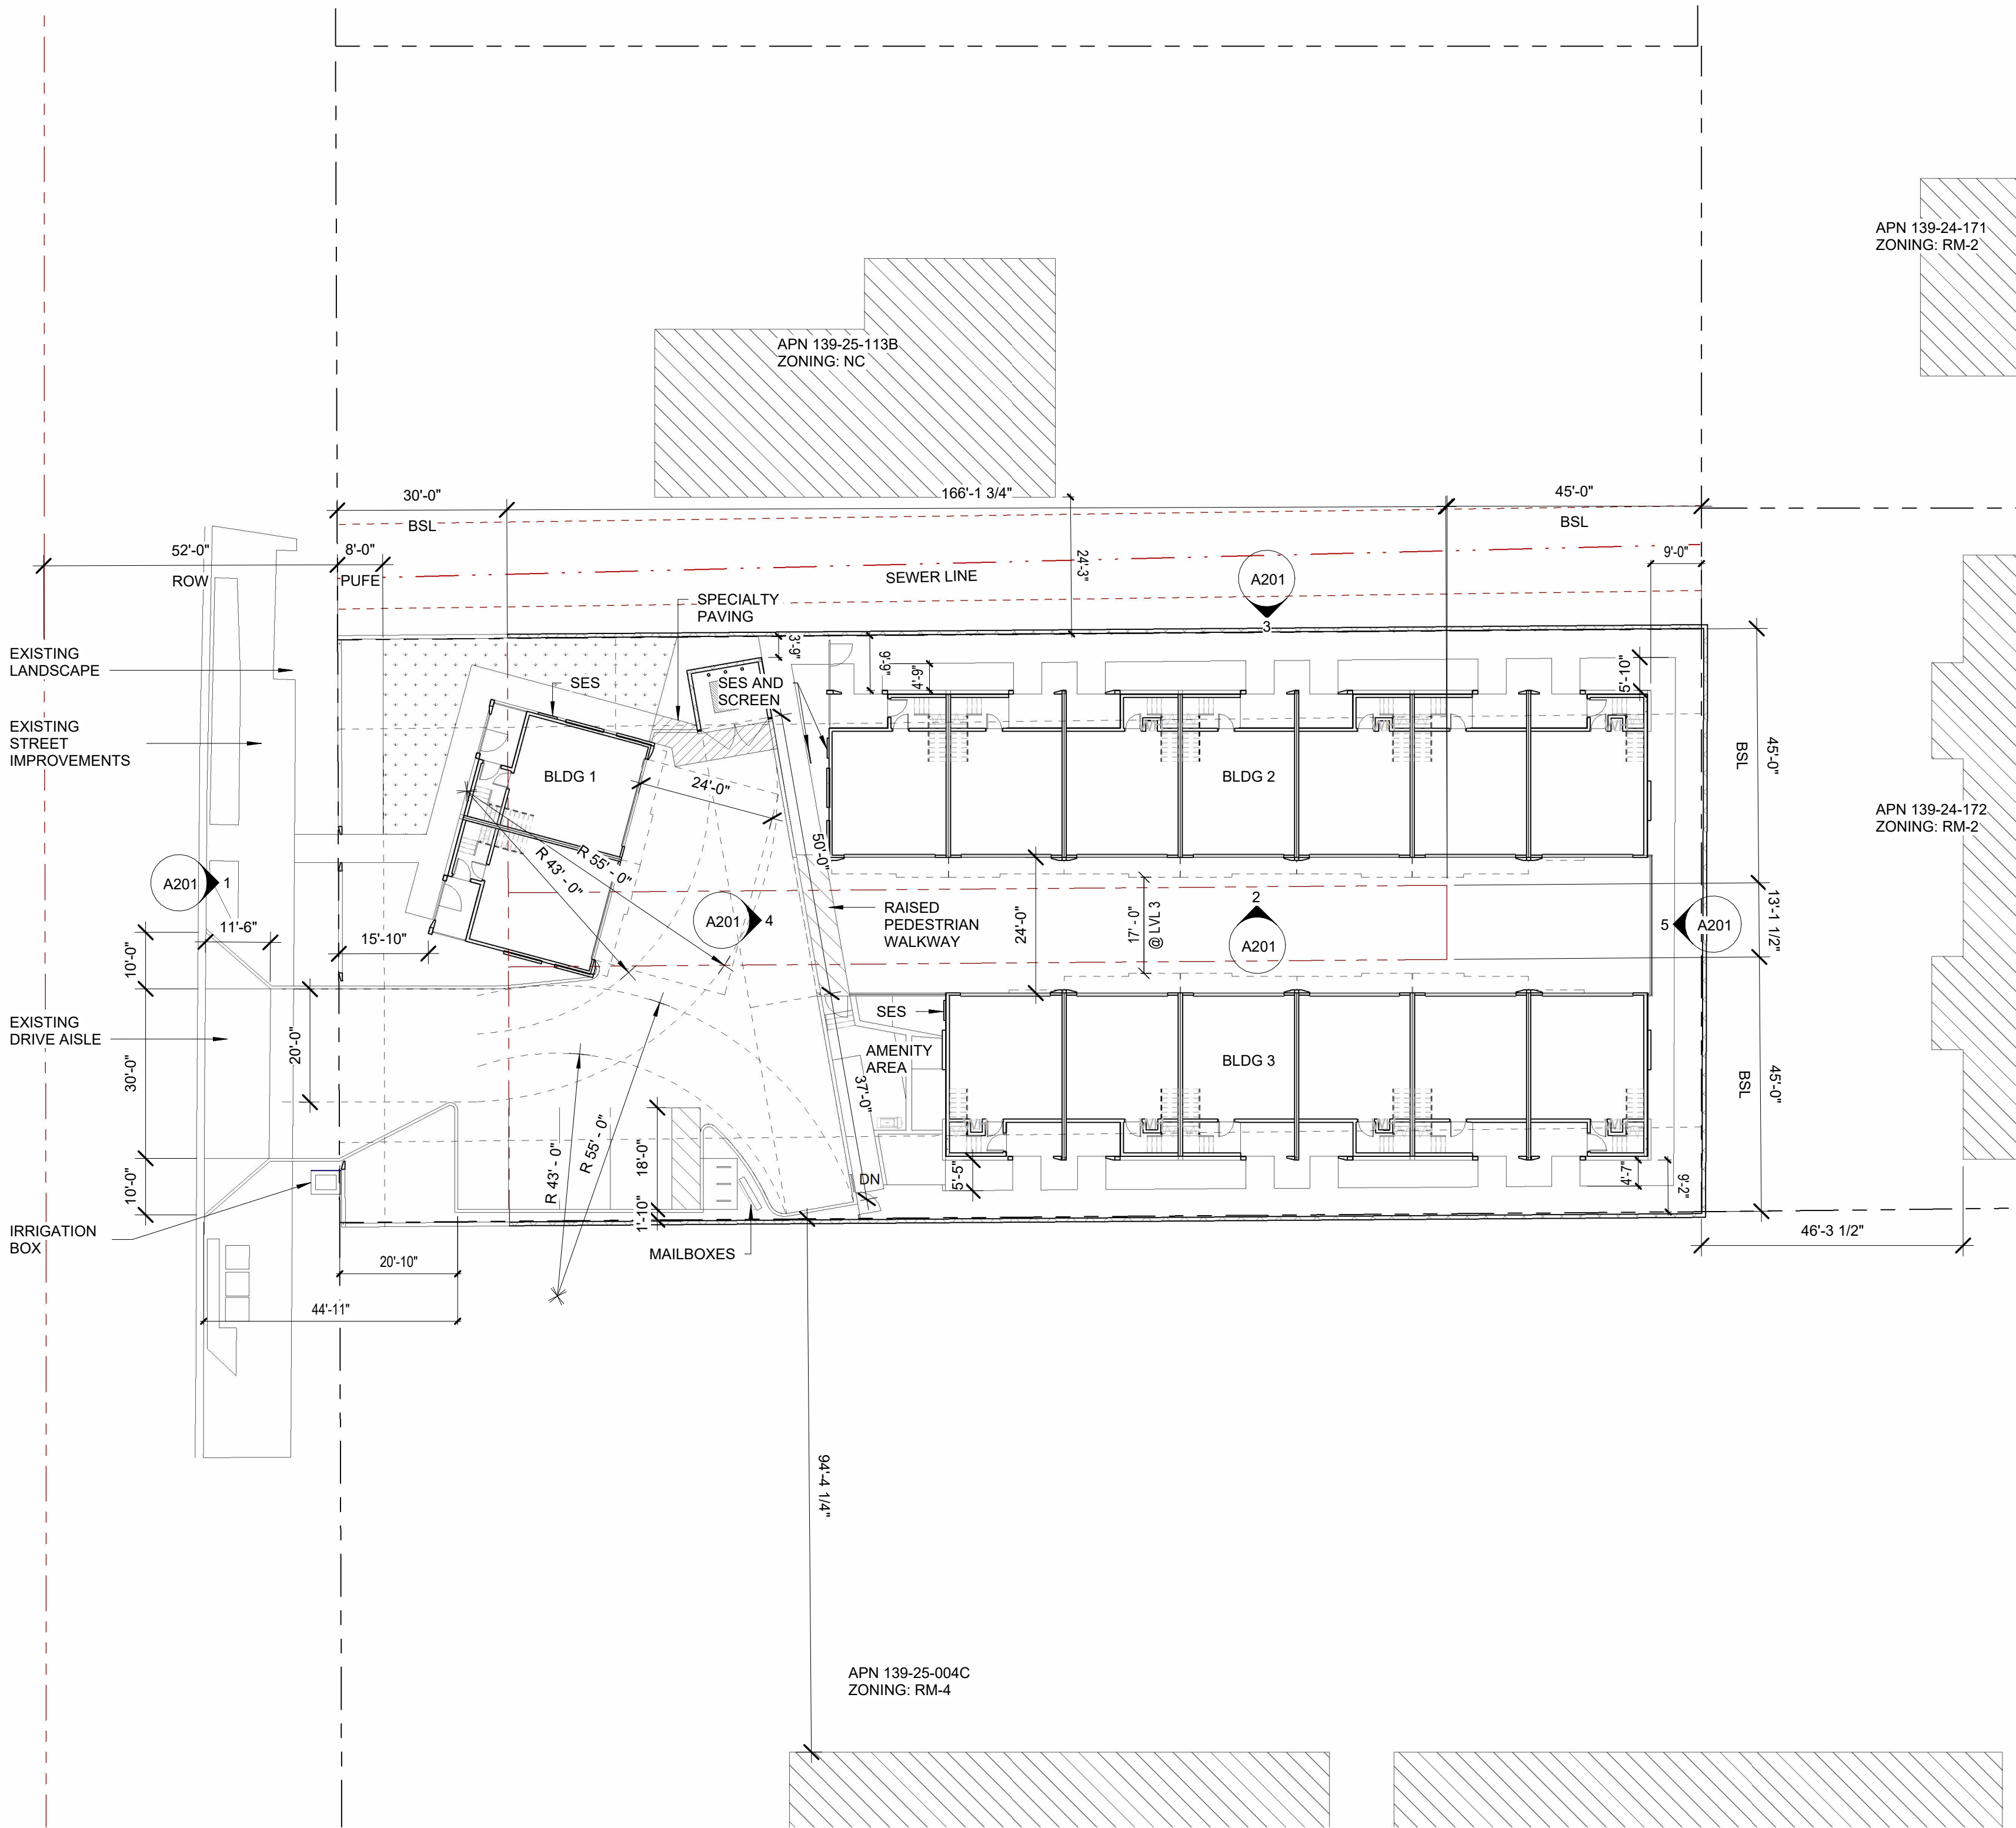 APN 139-24-171
ZONING: RM-2
APN 139-25-113B
ZONING: NC
30'-0"
166'-1 3/4"
45'-0"
BSL
BSL
52'-0"
ROW
8'-0"
PUFE
24'-3"
9'-0"
SEWER LINE
A201
3
SPECIALTY
PAVING
EXISTING
LANDSCAPE
3'-9"
9'-9"
4'-9"
5'-10"
SES
SES AND
SCREEN
EXISTING
STREET
IMPROVEMENTS
BLDG 1
24'-0"
BLDG 2
BSL
45'-0"
APN 139-24-172
ZONING: RM-2
50'-0"
R 43' - 0"
R 55' - 0"
A201
1
11'-6"
15'-10"
A201
4
RAISED
PEDESTRIAN
WALKWAY
24'-0"
17' - 0"
@ LVL 3
2
A201
5
A201
13'-1 1/2"
10'-0"
EXISTING
DRIVE AISLE
30'-0"
20'-0"
SES
AMENITY
AREA
37'-0"
BLDG 3
BSL
45'-0"
R 43' - 0"
R 55' - 0"
18'-0"
1'-10"
DN
5'-5"
4'-7"
9'-2"
10'-0"
IRRIGATION
BOX
MAILBOXES
20'-10"
44'-11"
46'-3 1/2"
94'-4 1/4"
APN 139-25-004C
ZONING: RM-4